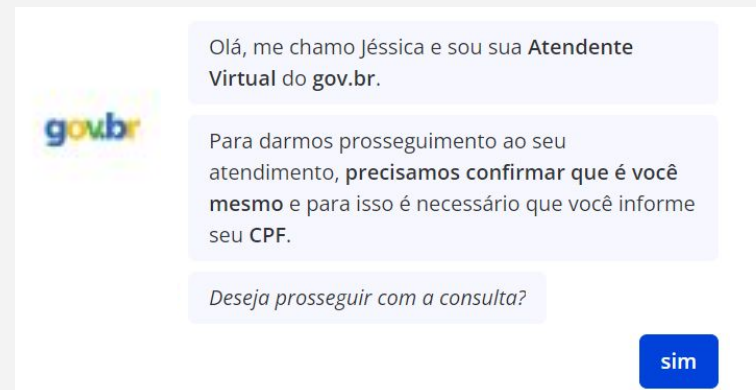 Olá, me chamo Jéssica e sou sua Atendente
Virtual do gov.br.
gov.br
Para darmos prosseguimento ao seu
atendimento, precisamos confirmar que é você
mesmo e para isso é necessário que você informe
seu CPF.
Deseja prosseguir com a consulta?
sim